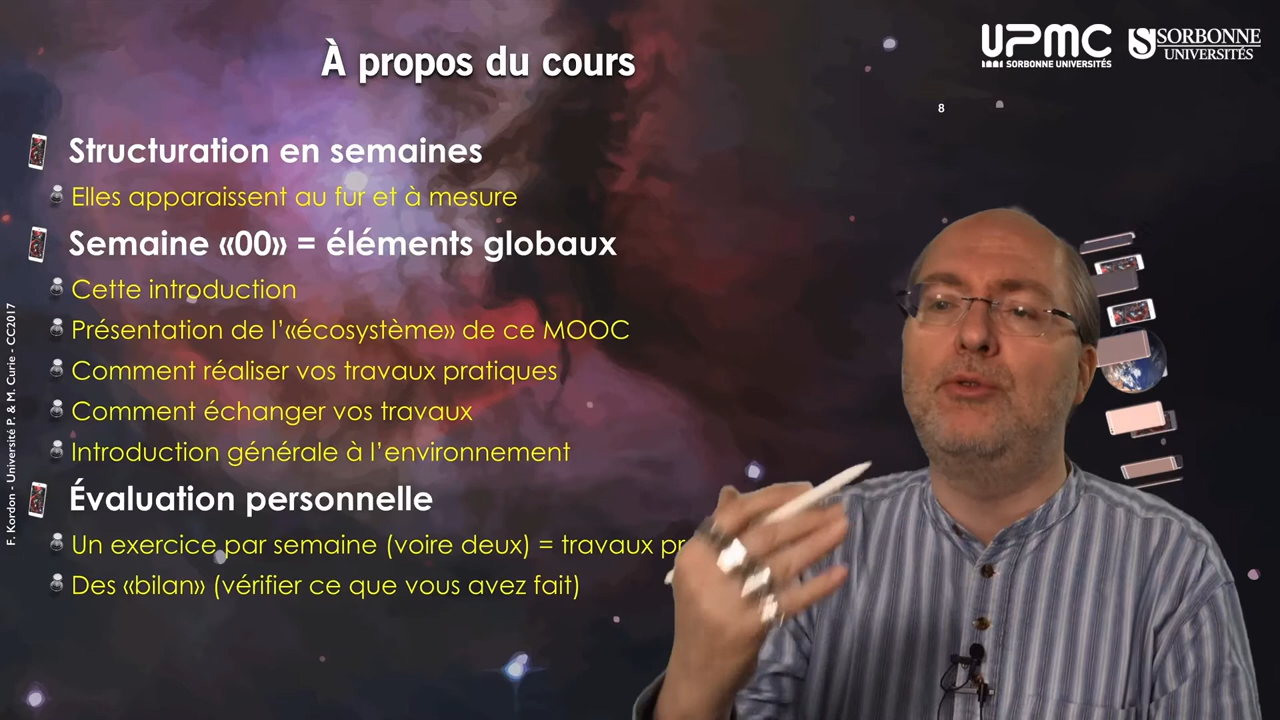 À propos du cours
UPMC
SORBONNE UNIVERSITÉS
SORBONNE
UNIVERSITÉS
8
Structuration en semaines
Elles apparaissent au fur et à mesure
Semaine «00» = éléments globaux
Cette introduction
Présentation de l'«écosystème» de ce MOOC
Comment réaliser vos travaux pratiques
Comment échanger vos travaux
Introduction générale à l'environnement
Évaluation personnelle
Un exercice par semaine (voire deux) = travaux pr
Des «bilan» (vérifier ce que vous avez fait)
F. Kordon - Université P. & M. Curie - CC2017